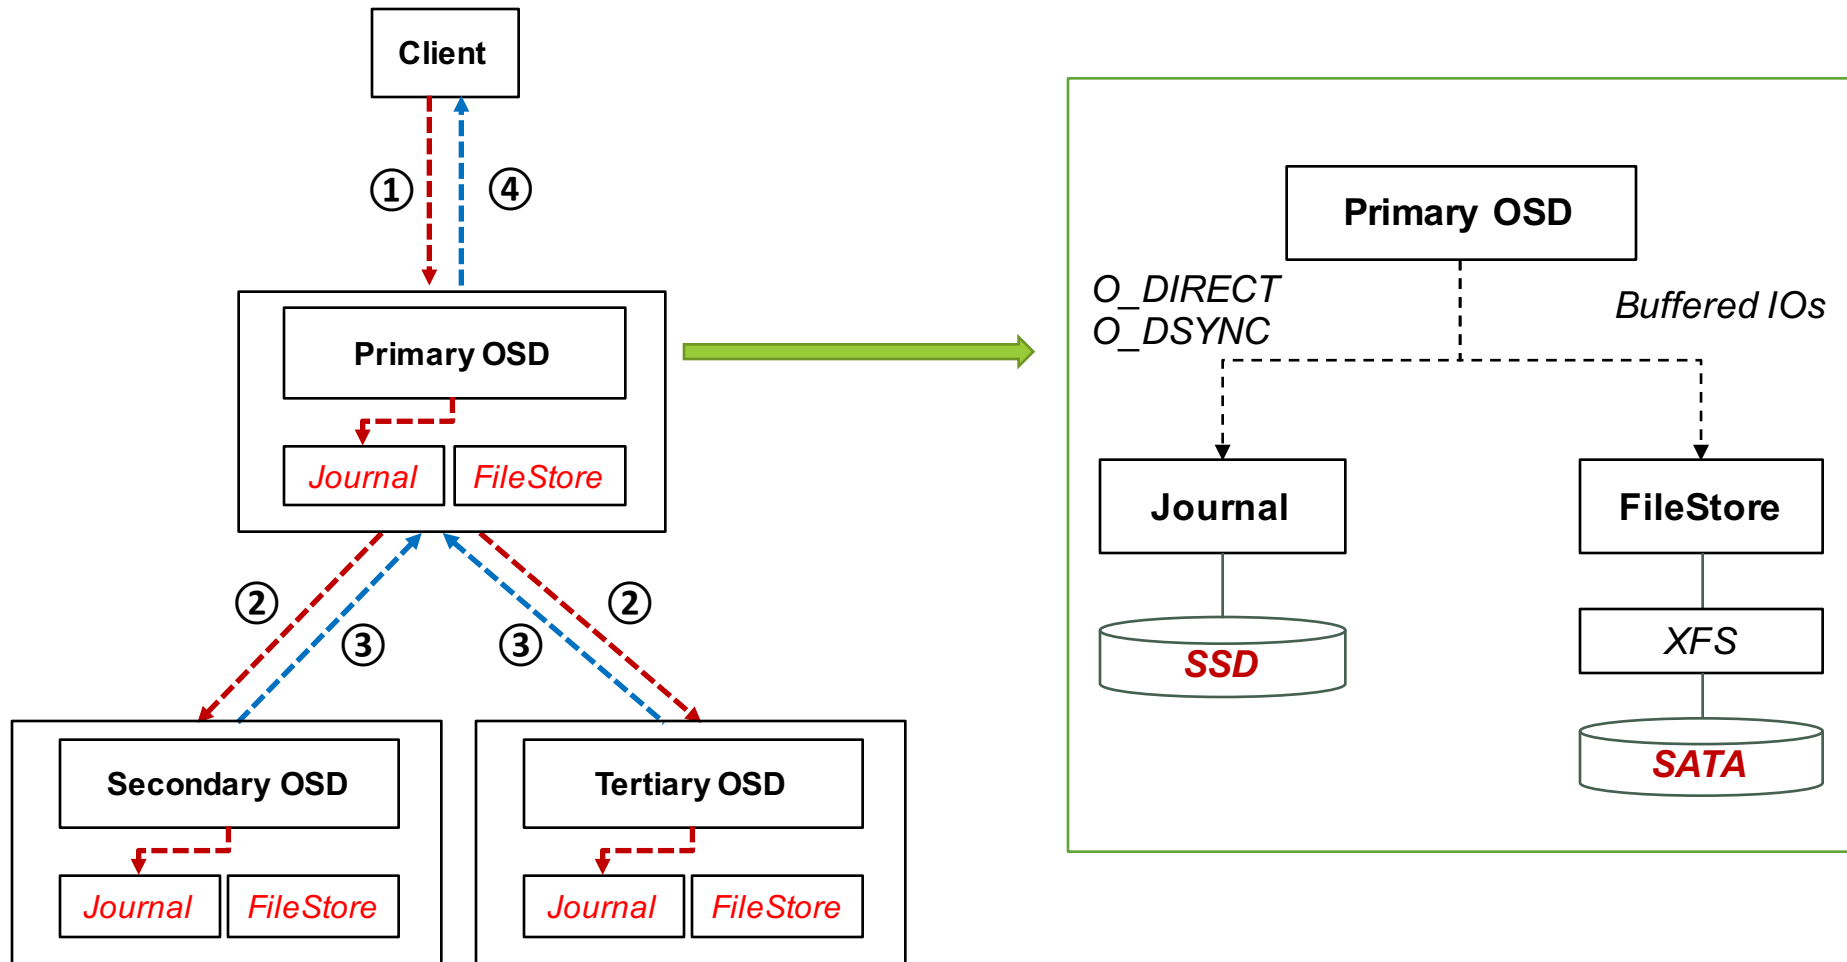 Client
①
④
Primary OSD
Journal
FileStore
②
③
③
②
Secondary OSD
Journal
FileStore
Tertiary OSD
Journal
FileStore
Primary OSD
O_DIRECT
O_DSYNC
Buffered IOs
Journal
FileStore
SSD
XFS
SATA